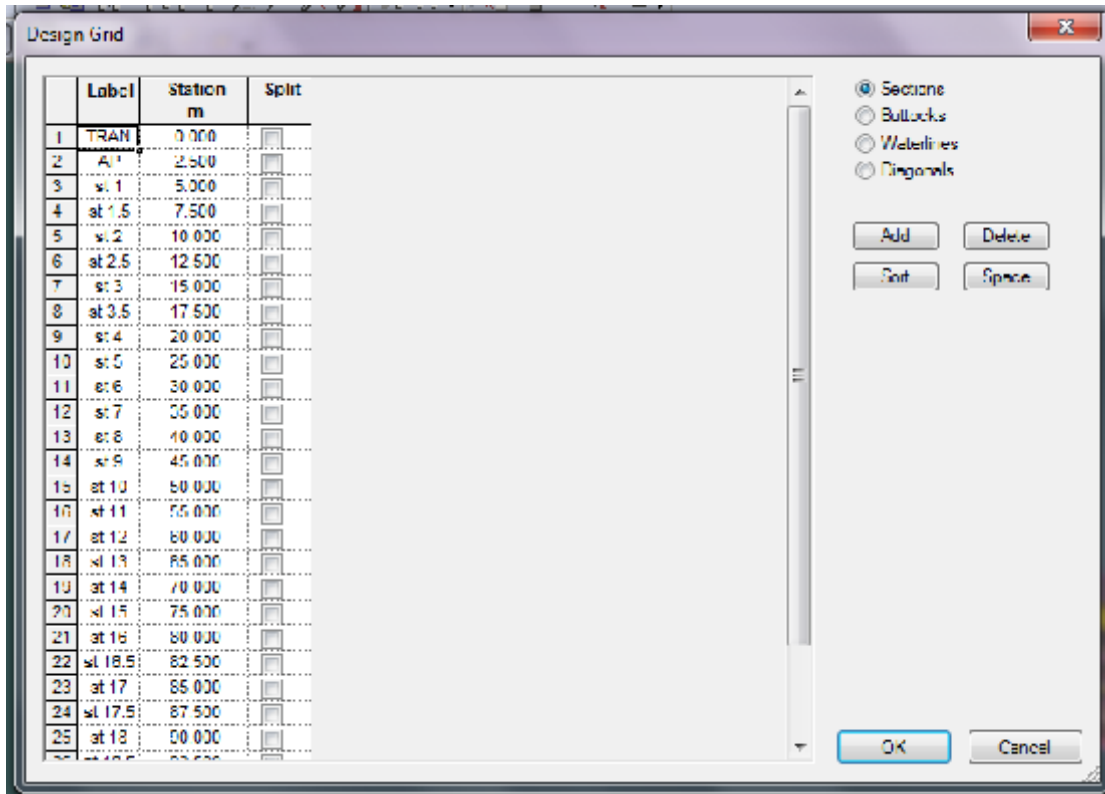 Design Grid
Label Station m Split
1 TRAN 0.000
2 AP 2.500
3 st 1 5.000
4 st 1.5 7.500
5 st 2 10.000
6 st 2.5 12.500
7 st 3 15.000
8 st 3.5 17.500
9 st 4 20.000
10 st 5 25.000
11 st 6 30.000
12 st 7 35.000
13 st 8 40.000
14 st 9 45.000
15 st 10 50.000
16 st 11 55.000
17 st 12 60.000
18 st 13 65.000
19 st 14 70.000
20 st 15 75.000
21 st 16 80.000
22 st 16.5 82.500
23 st 17 85.000
24 st 17.5 87.500
25 st 18 90.000
Sections
Buttocks
Waterlines
Diagonals
Add Delete
Sort Space
OK Cancel